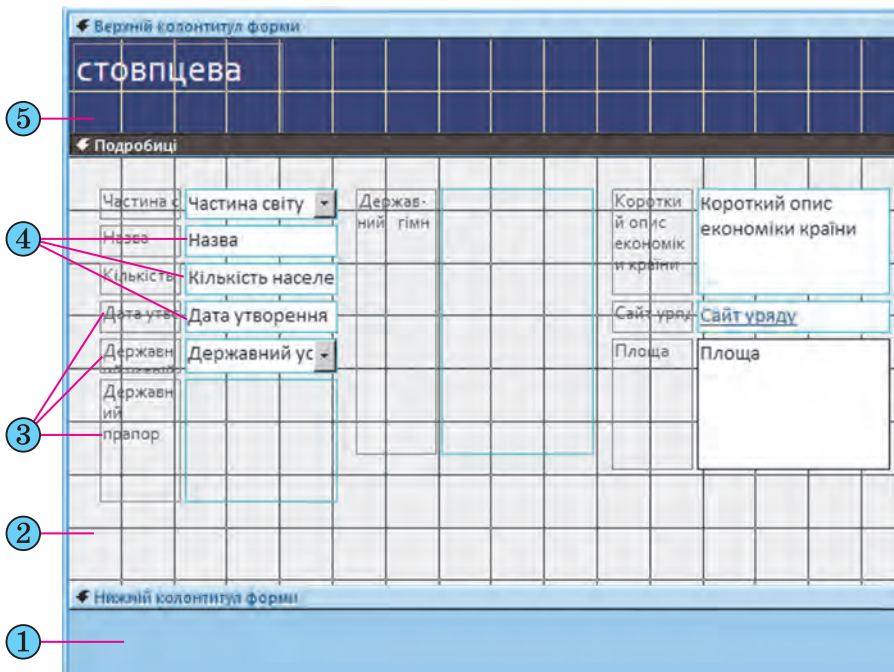 Верхній колонтитул форми
стовпцева
5
Подробиці
Частина с
Частина світу
4
Назва
Назва
Кількість
Кількість населе
Дата утво
Дата утворення
Державн
Державний ус
3
Державн
ий
прапор
Держав-
ний гімн
Коротки
й опис
економік
и країни
Короткий опис
економіки країни
Сайт уряд
Сайт уряду
Площа
Площа
2
Нижній колонтитул форми
1